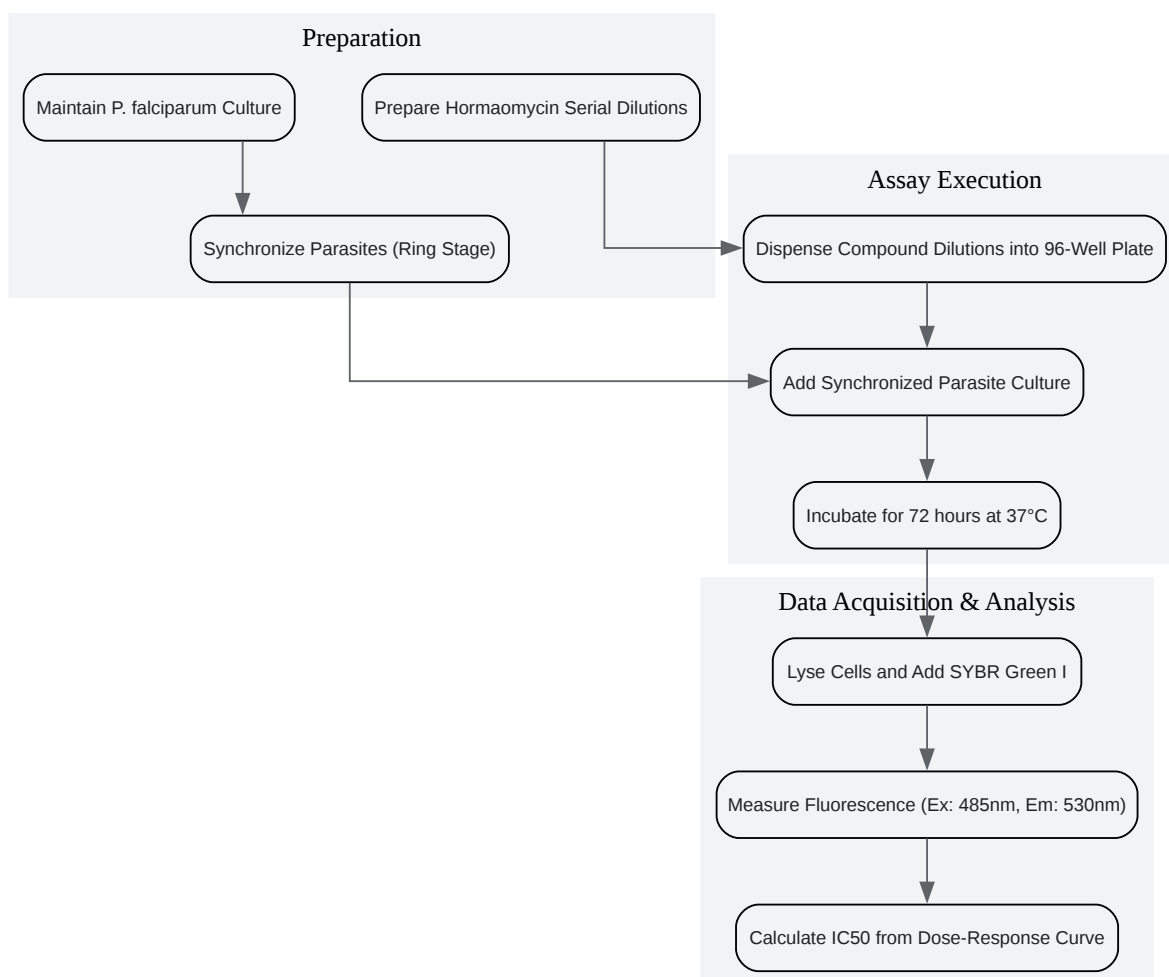 Preparation
Maintain P. falciparum Culture
Prepare Hormaomycin Serial Dilutions
Synchronize Parasites (Ring Stage)
Assay Execution
Dispense Compound Dilutions into 96-Well Plate
Add Synchronized Parasite Culture
Incubate for 72 hours at 37°C
Data Acquisition & Analysis
Lyse Cells and Add SYBR Green I
Measure Fluorescence (Ex: 485nm, Em: 530nm)
Calculate IC50 from Dose-Response Curve